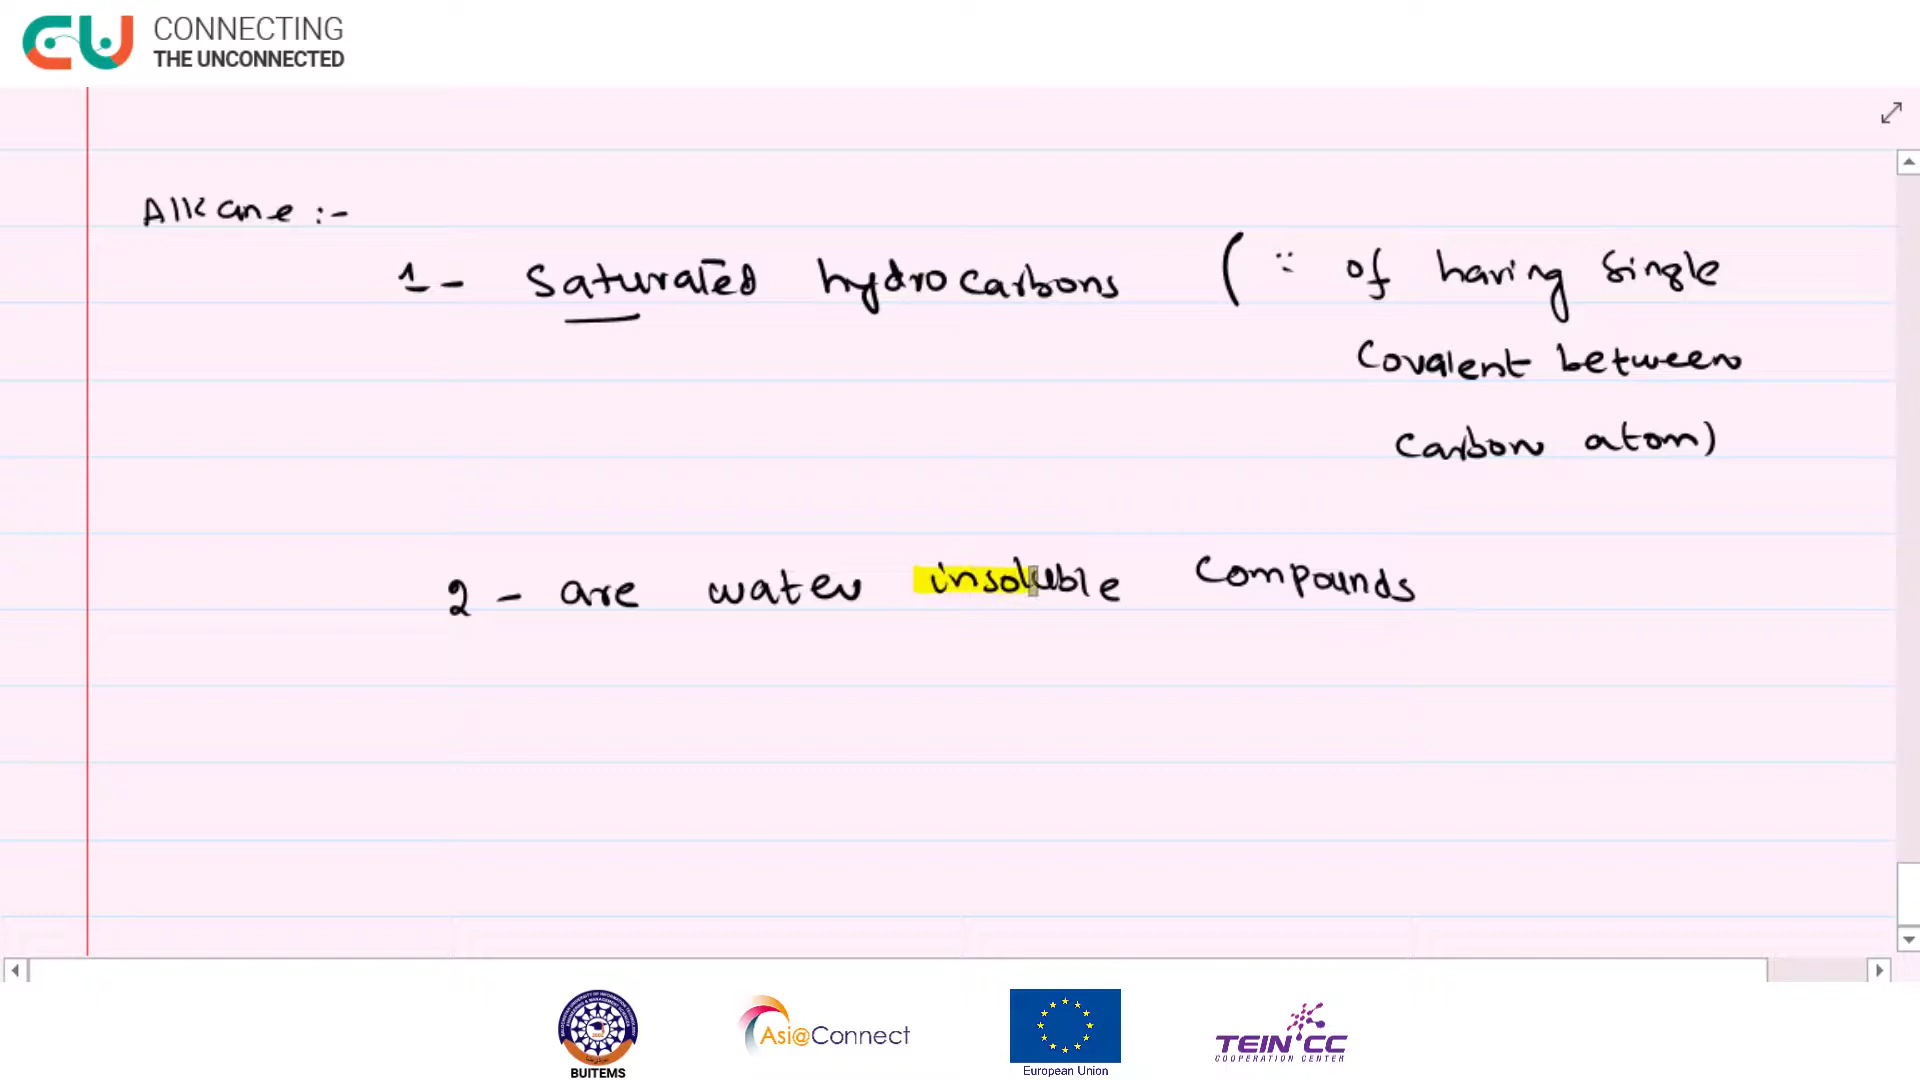 CONNECTING
THE UNCONNECTED
Alkane :-
1 - Saturated hydrocarbons ( ∵ of having single
Covalent between
Carbon atom)
2 - are water insoluble Compounds
BUITEMS
Asi@Connect
European Union
TEIN*CC
COOPERATION CENTER